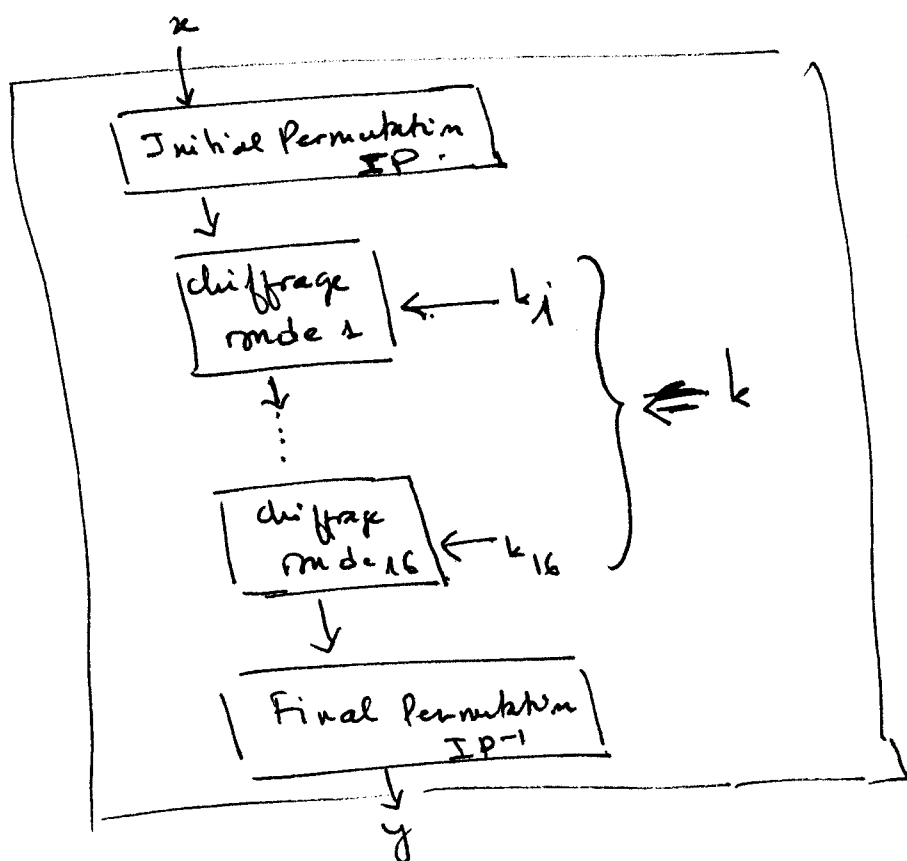 x
Initial Permutation
IP.
chiffrage
ronde 1
k1
k
chiffrage
ronde 16
k16
Final Permutation
IP-1
y